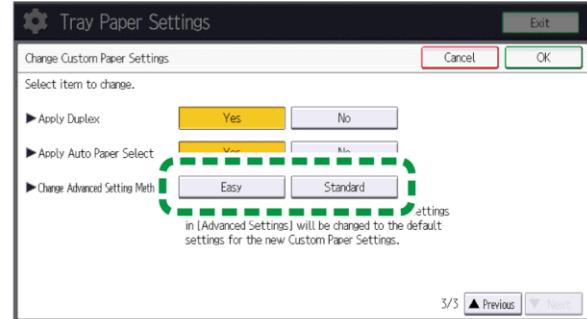 Tray Paper Settings Exit
Change Custom Paper Settings Cancel OK
Select item to change.
▶Apply Duplex Yes No
▶Apply Auto Paper Select Yes No
▶Change Advanced Setting Meth Easy Standard
ettings
in [Advanced Settings] will be changed to the default
settings for the new Custom Paper Settings.
3/3 ▲ Previous ▼ Next